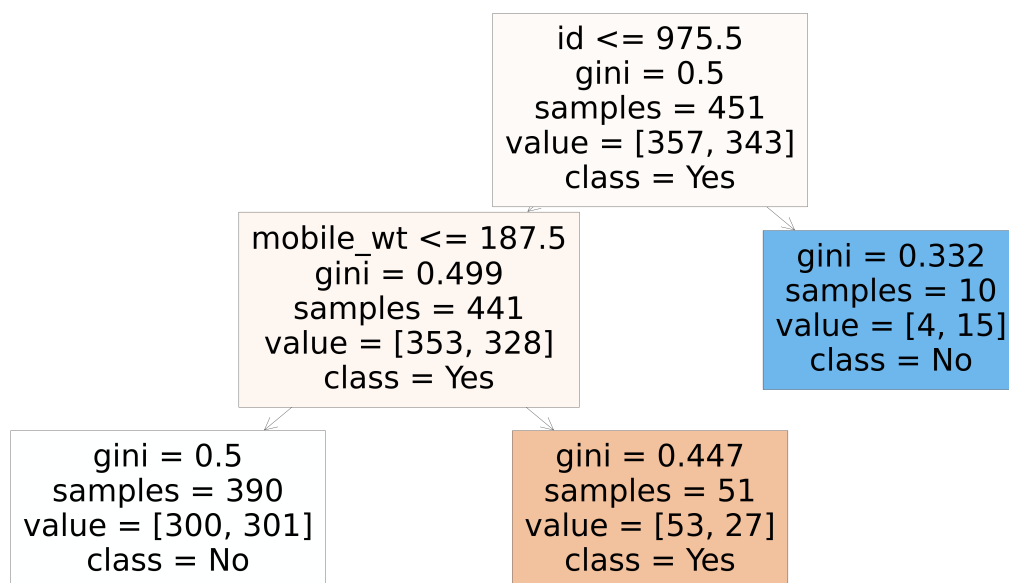 id <= 975.5
gini = 0.5
samples = 451
value = [357, 343]
class = Yes
mobile_wt <= 187.5
gini = 0.499
samples = 441
value = [353, 328]
class = Yes
gini = 0.332
samples = 10
value = [4, 15]
class = No
gini = 0.5
samples = 390
value = [300, 301]
class = No
gini = 0.447
samples = 51
value = [53, 27]
class = Yes